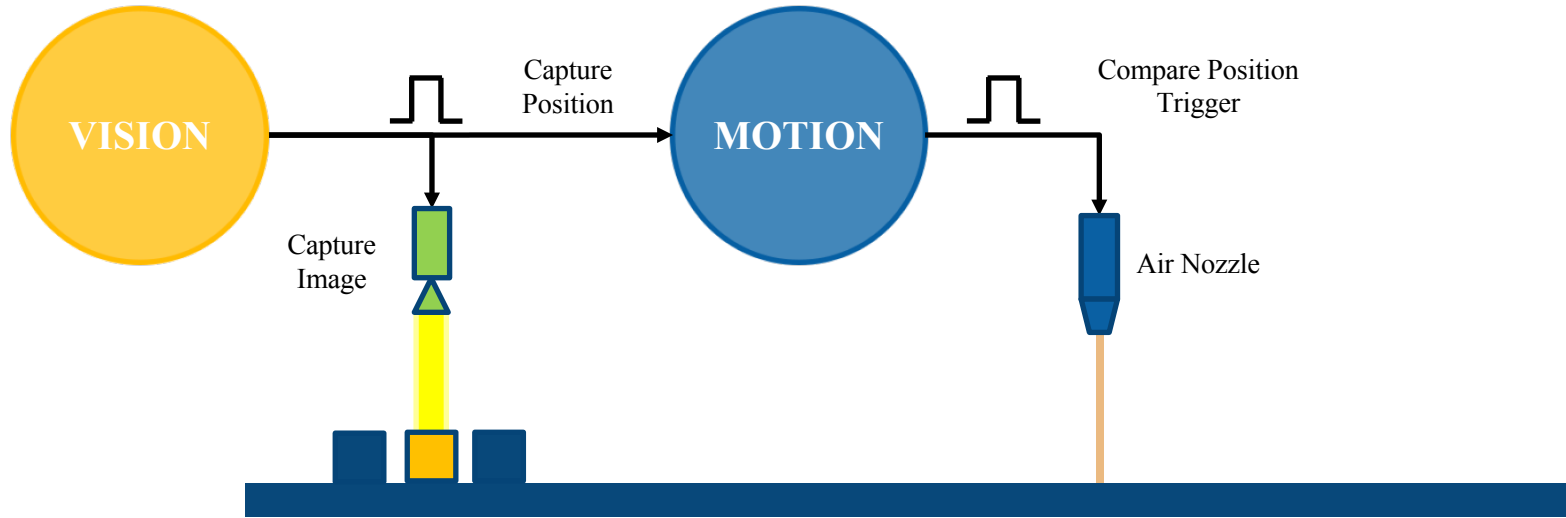 VISION
Capture
Position
MOTION
Compare Position
Trigger
Capture
Image
Air Nozzle